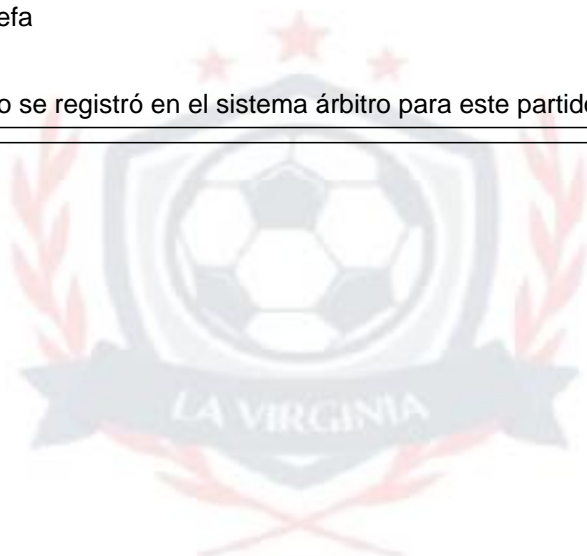 efa
o se registró en el sistema árbitro para este partid
LA VIRGINIA